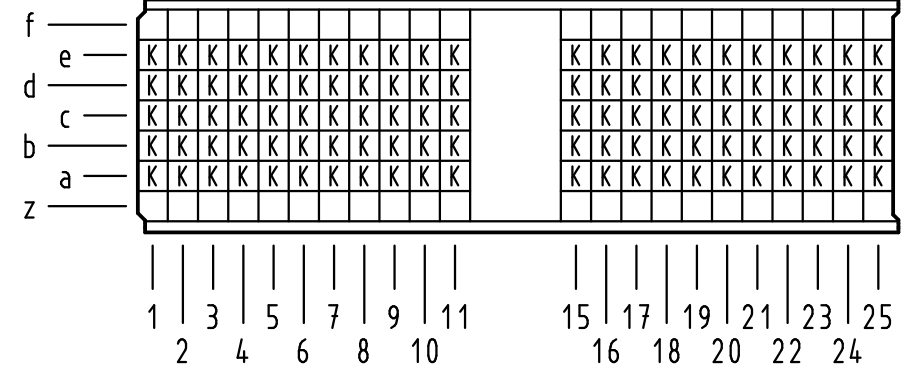 f
e K K K K K K K K K K K K K K K K K K K K K K
d K K K K K K K K K K K K K K K K K K K K K K
c K K K K K K K K K K K K K K K K K K K K K K
b K K K K K K K K K K K K K K K K K K K K K K
a K K K K K K K K K K K K K K K K K K K K K K
z
1 3 5 7 9 11 15 17 19 21 23 25
2 4 6 8 10 16 18 20 22 24